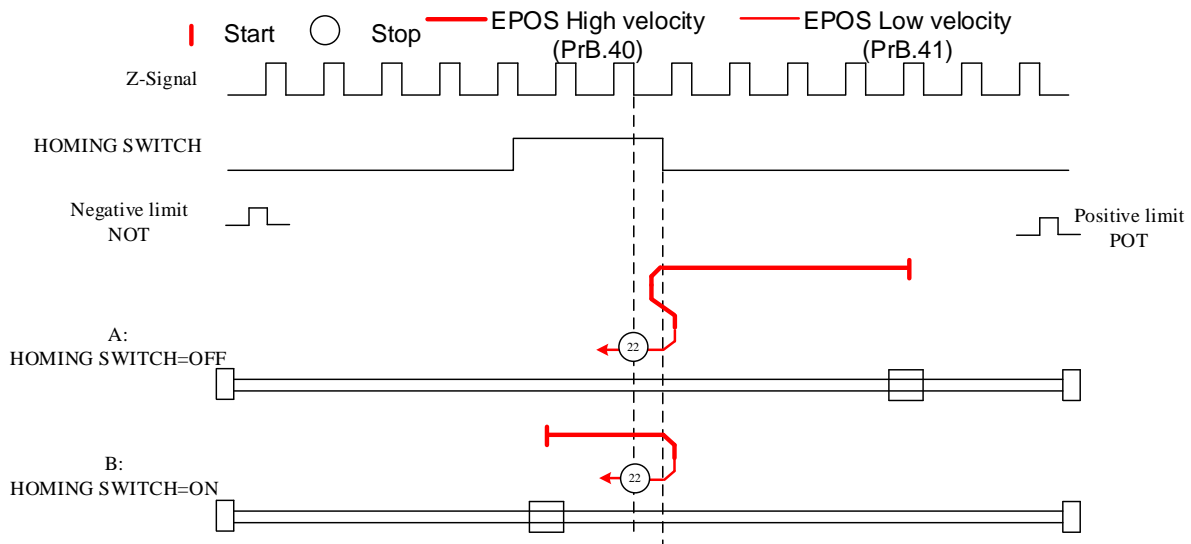 Start
Stop
EPOS High velocity
(PrB.40)
EPOS Low velocity
(PrB.41)
Z-Signal
HOMING SWITCH
Negative limit
NOT
Positive limit
POT
A:
HOMING SWITCH=OFF
22
B:
HOMING SWITCH=ON
22